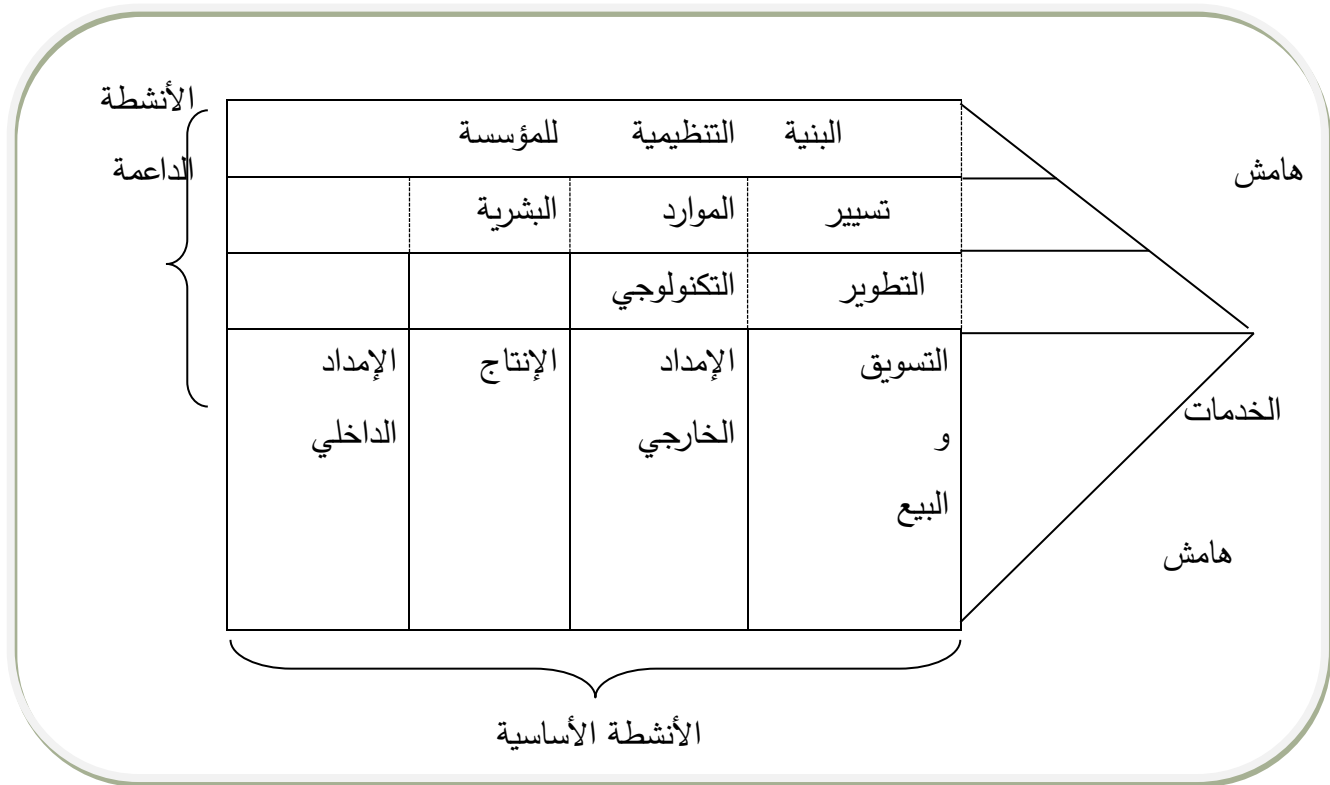 الأنشطة
الداعمة
البنية التنظيمية للمؤسسة
تسيير الموارد البشرية
التطوير التكنولوجي
هامش
التسويق
و
البيع
الإمداد
الخارجي
الإنتاج
الإمداد
الداخلي
الخدمات
هامش
الأنشطة الأساسية